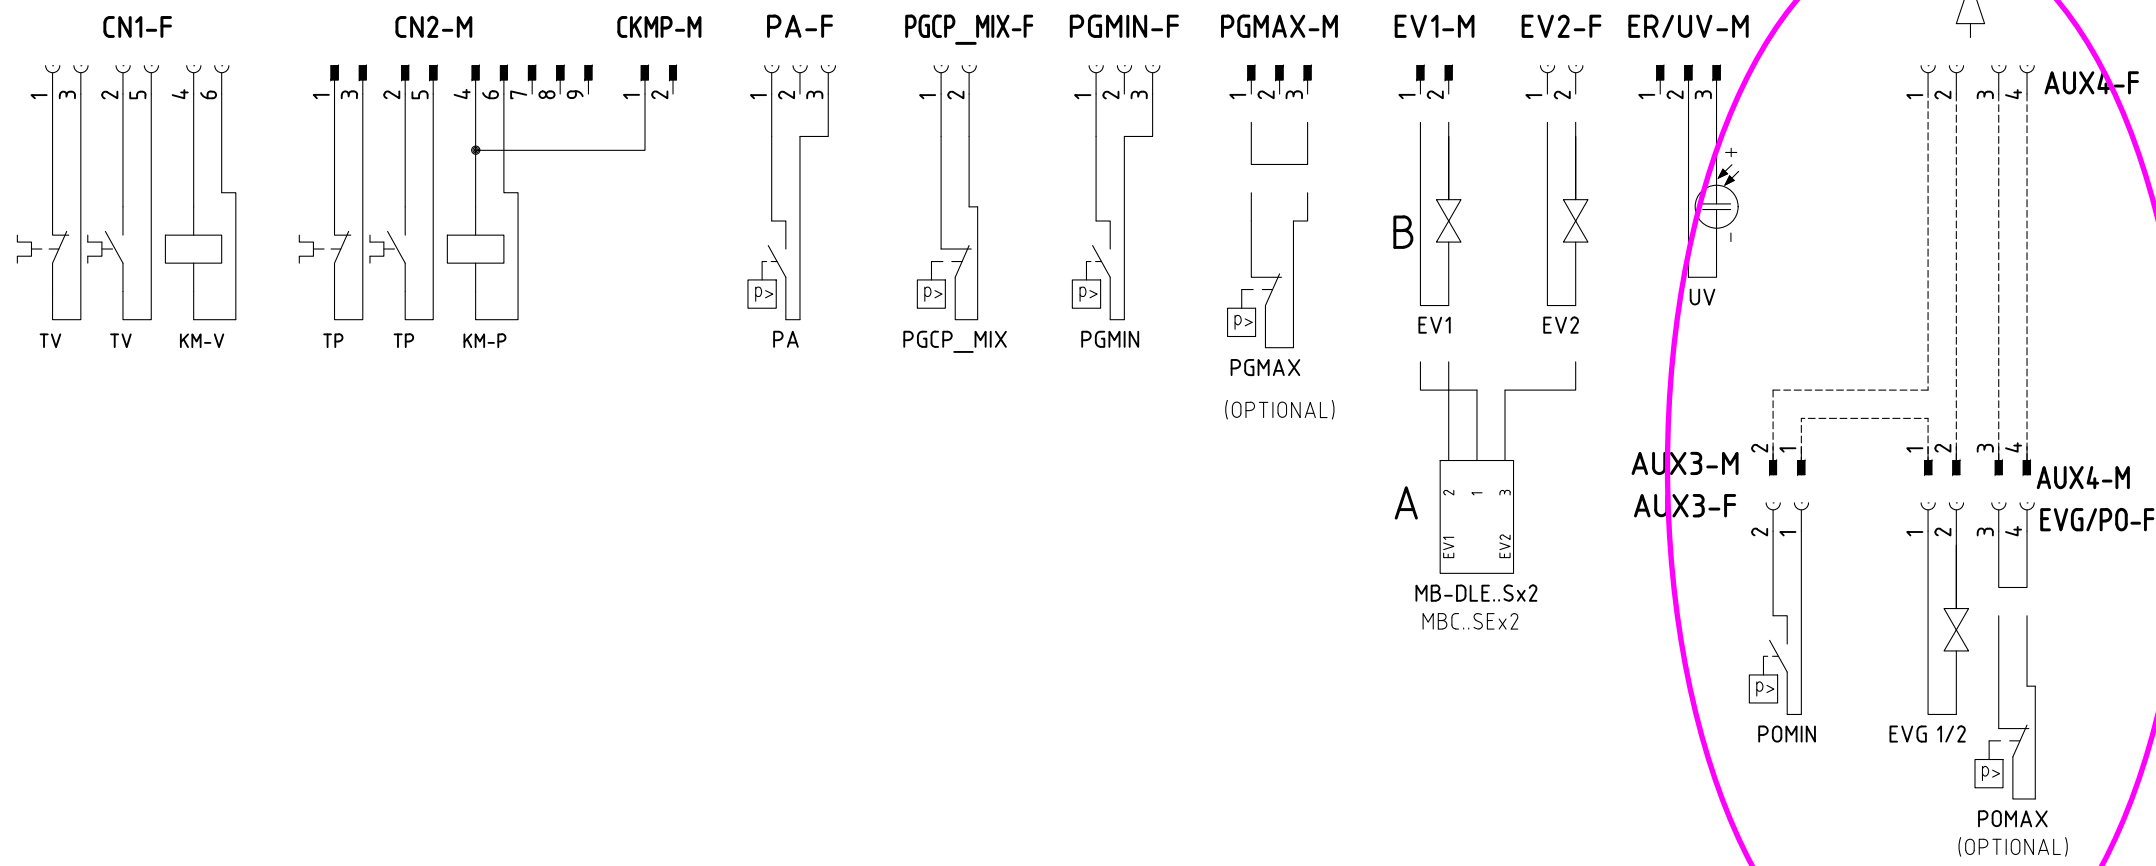 CN1-F CN2-M CKMP-M PA-F PGCP_MIX-F PGMIN-F PGMAX-M EV1-M EV2-F ER/UV-M
AUX4-F
1 3 2 5 4 6 1 3 2 5 4 6 7 8 9 1 2 1 2 3 1 2 1 2 3 1 2 3 1 2 1 2 1 2 3 1 2 3 4
+
B
-
p> p> p> p>
UV
EV1 EV2
TV TV KM-V TP TP KM-P PA PGCP_MIX PGMIN
PGMAX
(OPTIONAL)
2 1 1 2 3 4
AUX3-M
AUX4-M
A 2 1 3
AUX3-F
EVG/PO-F
EV1 EV2
2 1 1 2 3 4
MB-DLE..Sx2
MBC..SEx2
p>
POMIN EVG 1/2
p>
POMAX
(OPTIONAL)